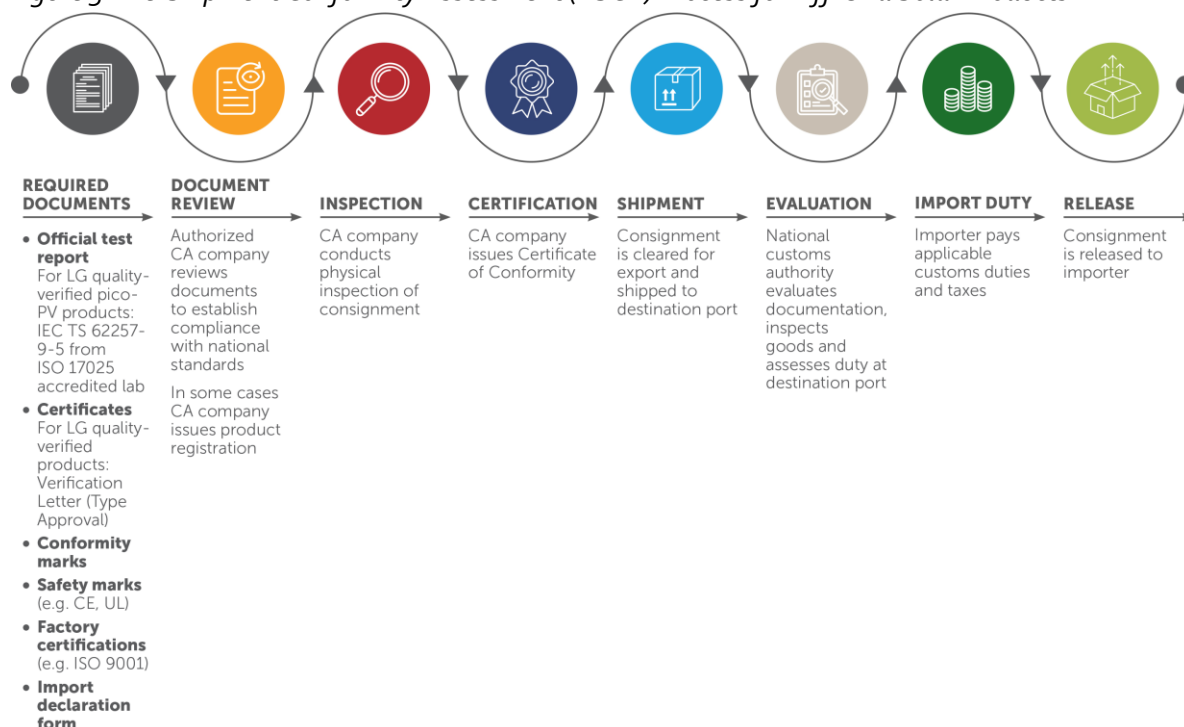 REQUIRED
DOCUMENTS
• Official test
report
For LG quality-
verified pico-
PV products:
IEC TS 62257-
9-5 from
ISO 17025
accredited lab
• Certificates
For LG quality-
verified
products:
Verification
Letter (Type
Approval)
• Conformity
marks
• Safety marks
(e.g. CE, UL)
• Factory
certifications
(e.g. ISO 9001)
• Import
declaration
form
DOCUMENT
REVIEW
Authorized
CA company
reviews
documents
to establish
compliance
with national
standards
In some cases
CA company
issues product
registration
INSPECTION
CA company
conducts
physical
inspection of
consignment
CERTIFICATION
CA company
issues Certificate
of Conformity
SHIPMENT
Consignment
is cleared for
export and
shipped to
destination port
EVALUATION
National
customs
authority
evaluates
documentation,
inspects
goods and
assesses duty at
destination port
IMPORT DUTY
Importer pays
applicable
customs duties
and taxes
RELEASE
Consignment
is released to
importer